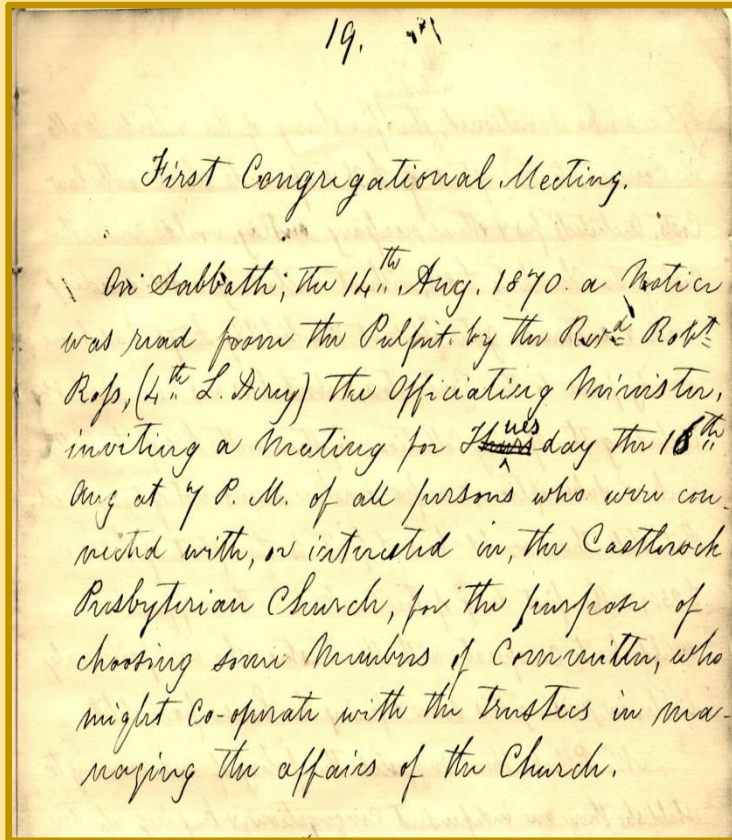 19.
First Congregational Meeting.
On Sabbath, the 14th Aug. 1870. a Notice
was read from the Pulpit by the Revd Robt
Ross, (4th L. Derry) the Officiating Minister,
inviting a Meeting for Tuesday the 16th
Aug at 7 P. M. of all persons who were con-
nected with, or interested in, the Castlerock
Presbyterian Church, for the purpose of
choosing some Members of Committee, who
might Co-operate with the trustees in ma-
naging the affairs of the Church.